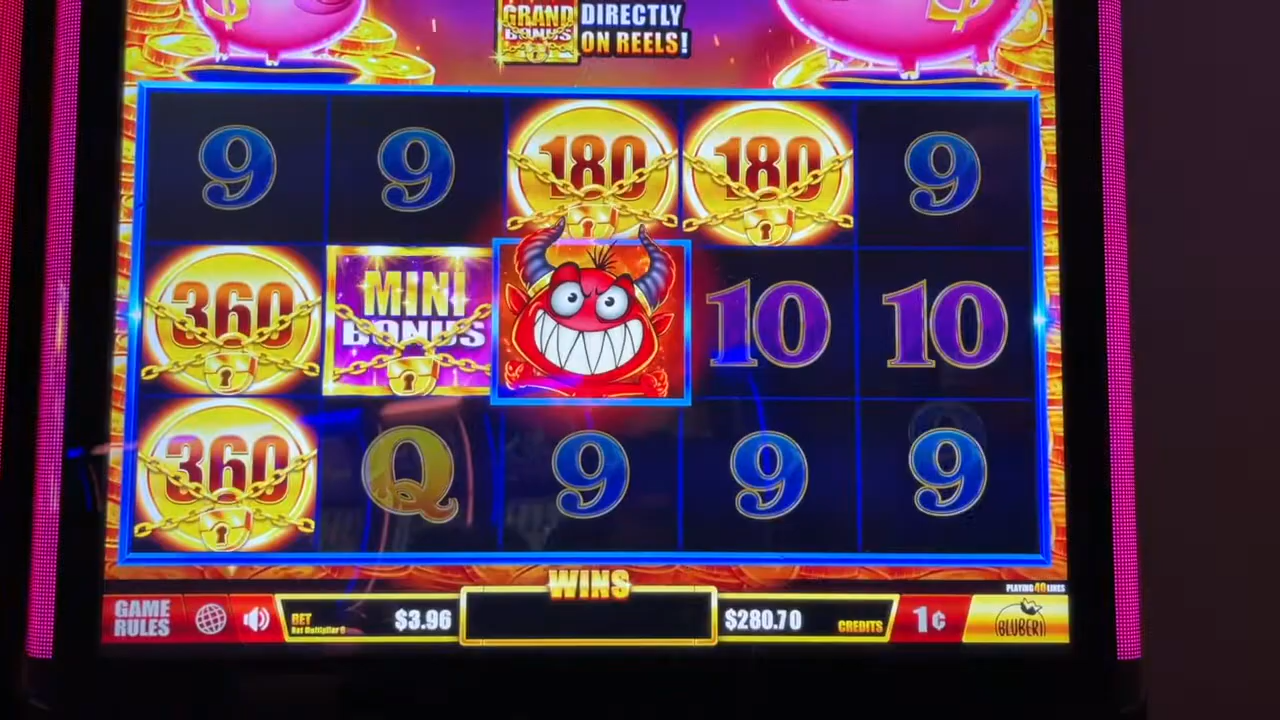 GRAND
BONUS
DIRECTLY
ON REELS!
9 9 180 180 9
360 MINI
BONUS 10 10
360 Q 9 9 9
WINS
PLAYING 40 LINES
GAME
RULES
BET
$3.96
$280.70
CREDITS
1¢
BLUBERI